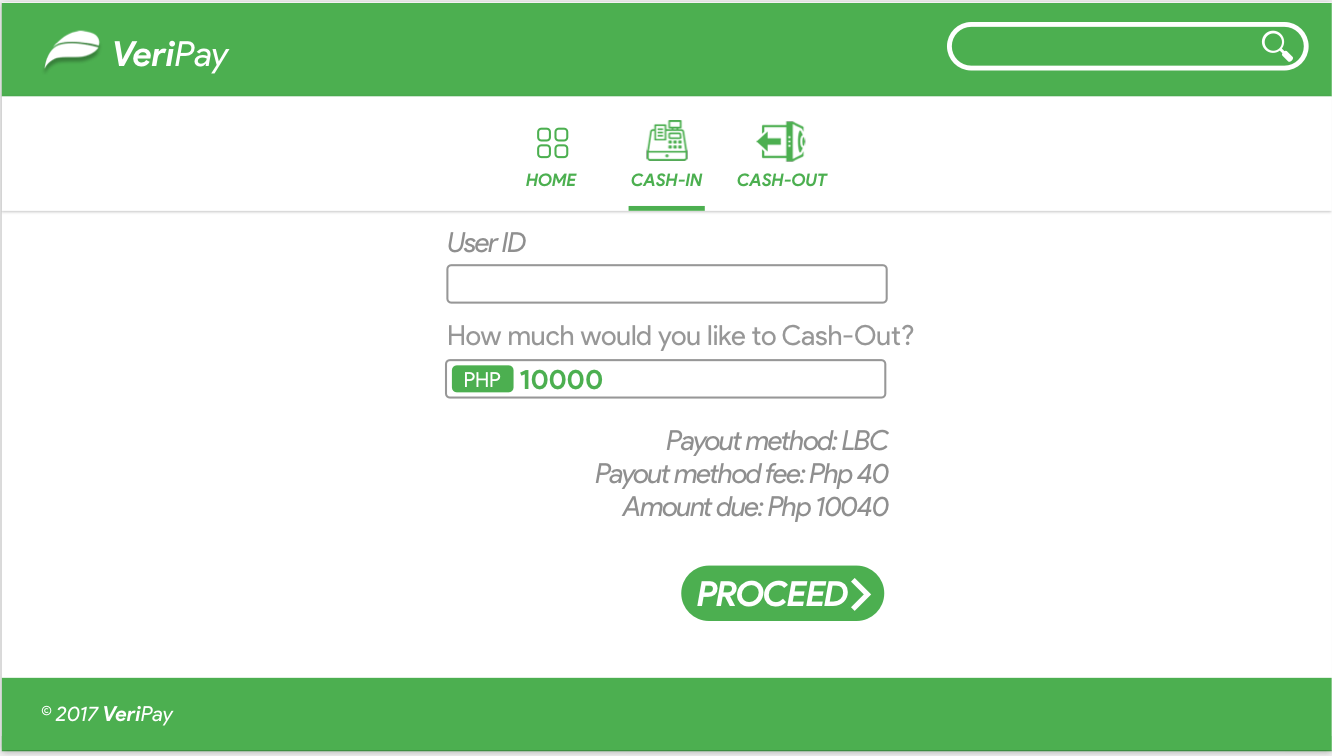 VeriPay
HOME
CASH-IN
CASH-OUT
User ID
How much would you like to Cash-Out?
PHP 10000
Payout method: LBC
Payout method fee: Php 40
Amount due: Php 10040
PROCEED
© 2017 VeriPay